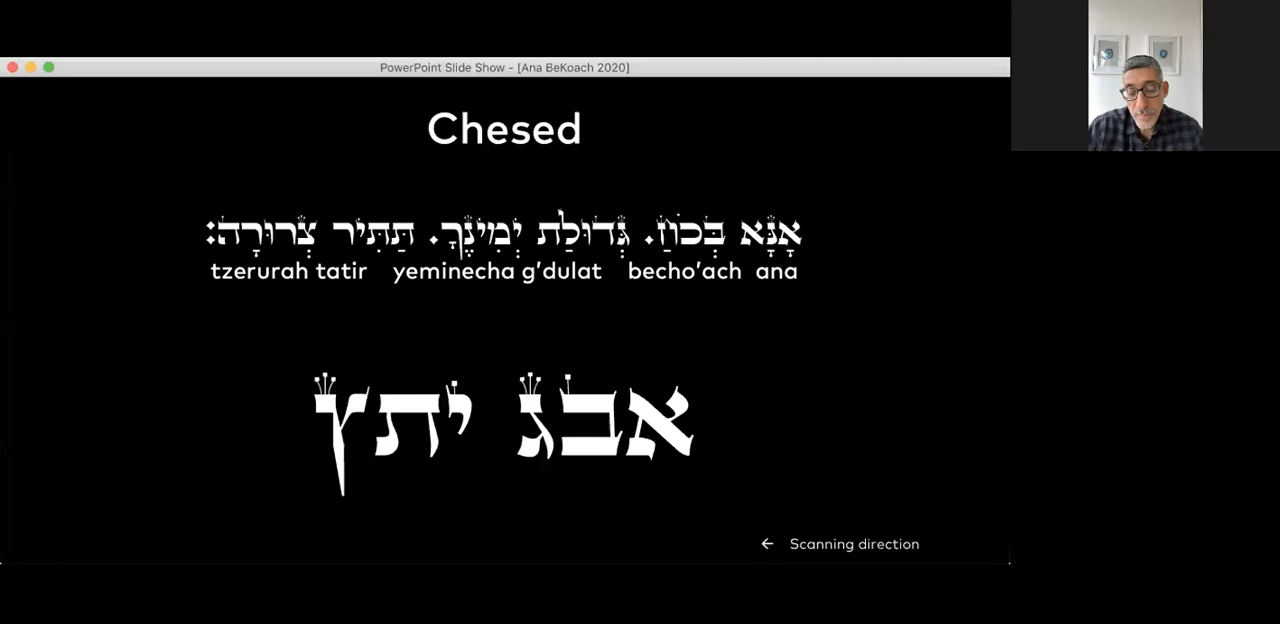 PowerPoint Slide Show - [Ana BeKoach 2020]
Chesed
אָנָּא בְּכֹחַ. גְּדוּלַת יְמִינֶךָ. תַּתִּיר צְרוּרָה:
tzerurah tatir yeminecha g’dulat becho’ach ana
אבג יתץ
← Scanning direction